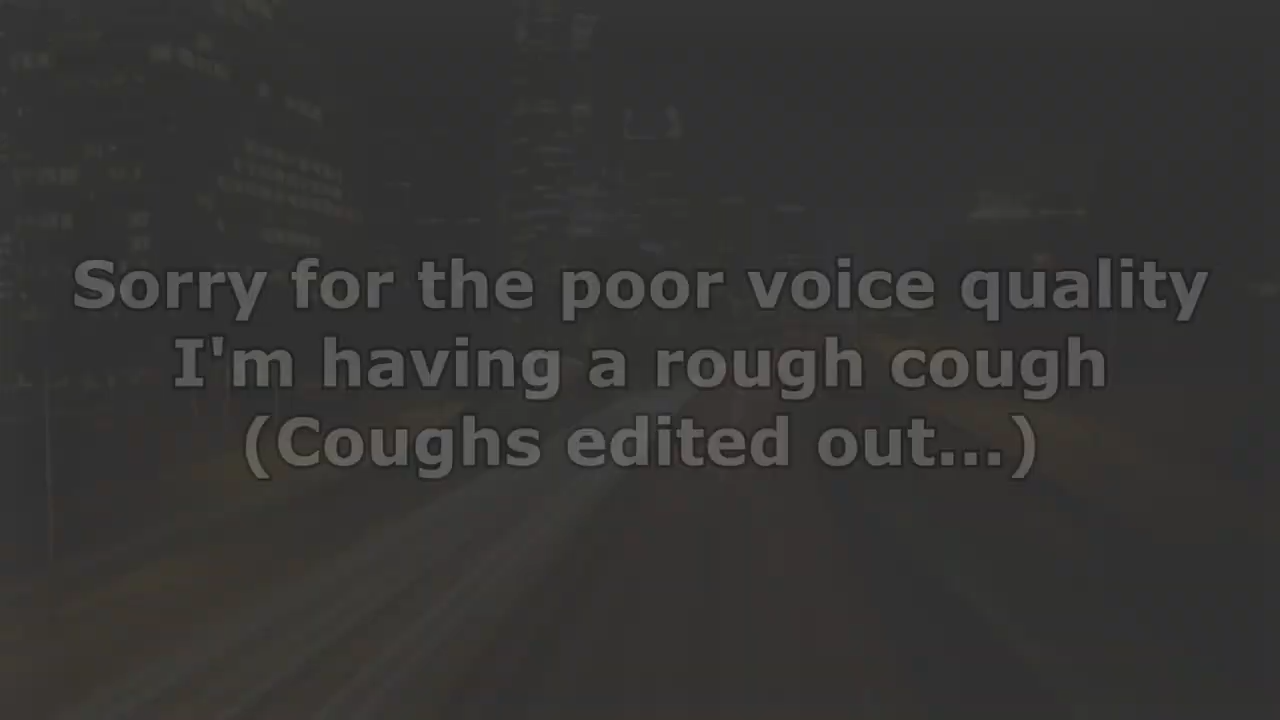 Sorry for the poor voice quality
I'm having a rough cough
(Coughs edited out...)